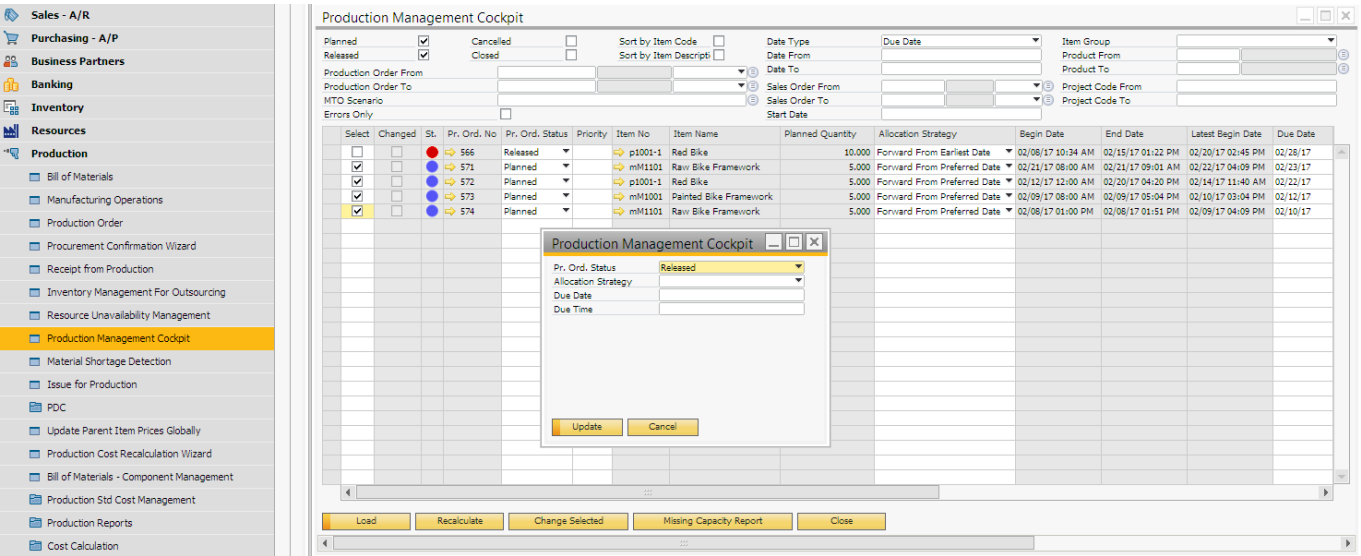 Sales - A/R
Purchasing - A/P
Business Partners
Banking
Inventory
Resources
Production
Bill of Materials
Manufacturing Operations
Production Order
Procurement Confirmation Wizard
Receipt from Production
Inventory Management For Outsourcing
Resource Unavailability Management
Production Management Cockpit
Material Shortage Detection
Issue for Production
PDC
Update Parent Item Prices Globally
Production Cost Recalculation Wizard
Bill of Materials - Component Management
Production Std Cost Management
Production Reports
Cost Calculation
Production Management Cockpit
Planned Cancelled Sort by Item Code Date Type Due Date Item Group
Released Closed Sort by Item Descripti Date From Product From
Production Order From Date To Product To
Production Order To Sales Order From Project Code From
MTO Scenario Sales Order To Project Code To
Errors Only Start Date
Select Changed St. Pr. Ord. No Pr. Ord. Status Priority Item No Item Name Planned Quantity Allocation Strategy Begin Date End Date Latest Begin Date Due Date
566 Released p1001-1 Red Bike 10.000 Forward From Earliest Date 02/08/17 10:34 AM 02/15/17 01:22 PM 02/20/17 02:45 PM 02/28/17
571 Planned mM1101 Raw Bike Framework 5.000 Forward From Preferred Date 02/21/17 08:00 AM 02/21/17 09:01 AM 02/22/17 04:09 PM 02/23/17
572 Planned p1001-1 Red Bike 5.000 Forward From Preferred Date 02/12/17 12:00 AM 02/20/17 04:20 PM 02/14/17 11:40 AM 02/22/17
573 Planned mM1001 Painted Bike Framework 5.000 Forward From Preferred Date 02/09/17 08:00 AM 02/09/17 05:04 PM 02/10/17 03:04 PM 02/12/17
574 Planned mM1101 Raw Bike Framework 5.000 Forward From Preferred Date 02/08/17 01:00 PM 02/08/17 01:51 PM 02/09/17 04:09 PM 02/10/17
Production Management Cockpit
Pr. Ord. Status Released
Allocation Strategy
Due Date
Due Time
Update Cancel
Load Recalculate Change Selected Missing Capacity Report Close